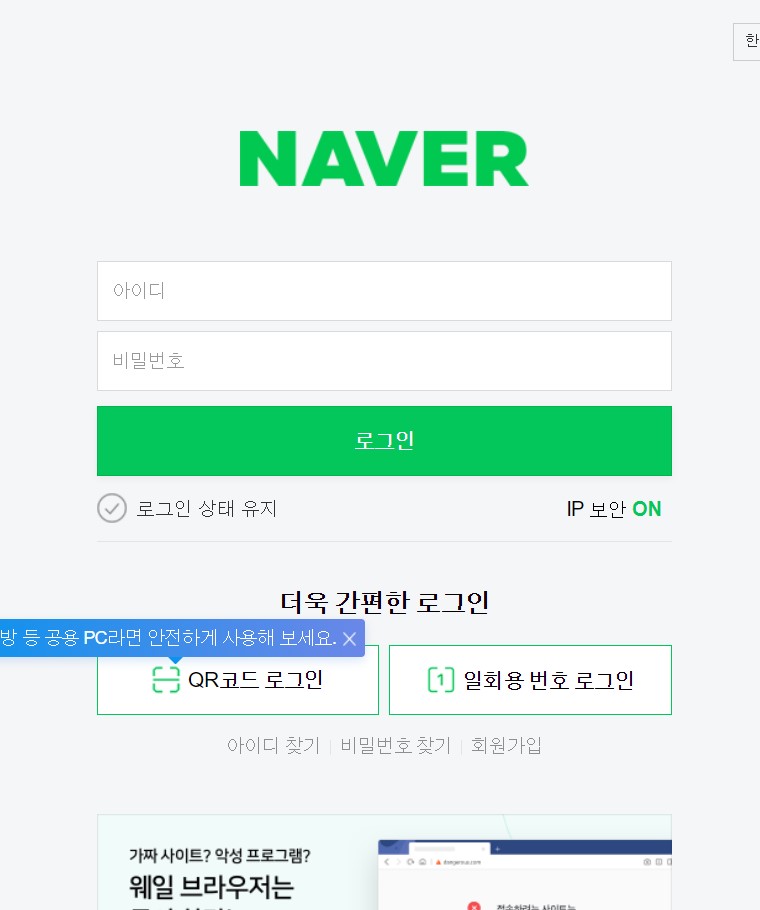 한
NAVER
아이디
비밀번호
로그인
로그인 상태 유지
IP 보안 ON
더욱 간편한 로그인
방 등 공용 PC라면 안전하게 사용해 보세요.
QR코드 로그인
1 일회용 번호 로그인
아이디 찾기 비밀번호 찾기 회원가입
가짜 사이트? 악성 프로그램?
웨일 브라우저는
dangerous.com
접속하려는 사이트는